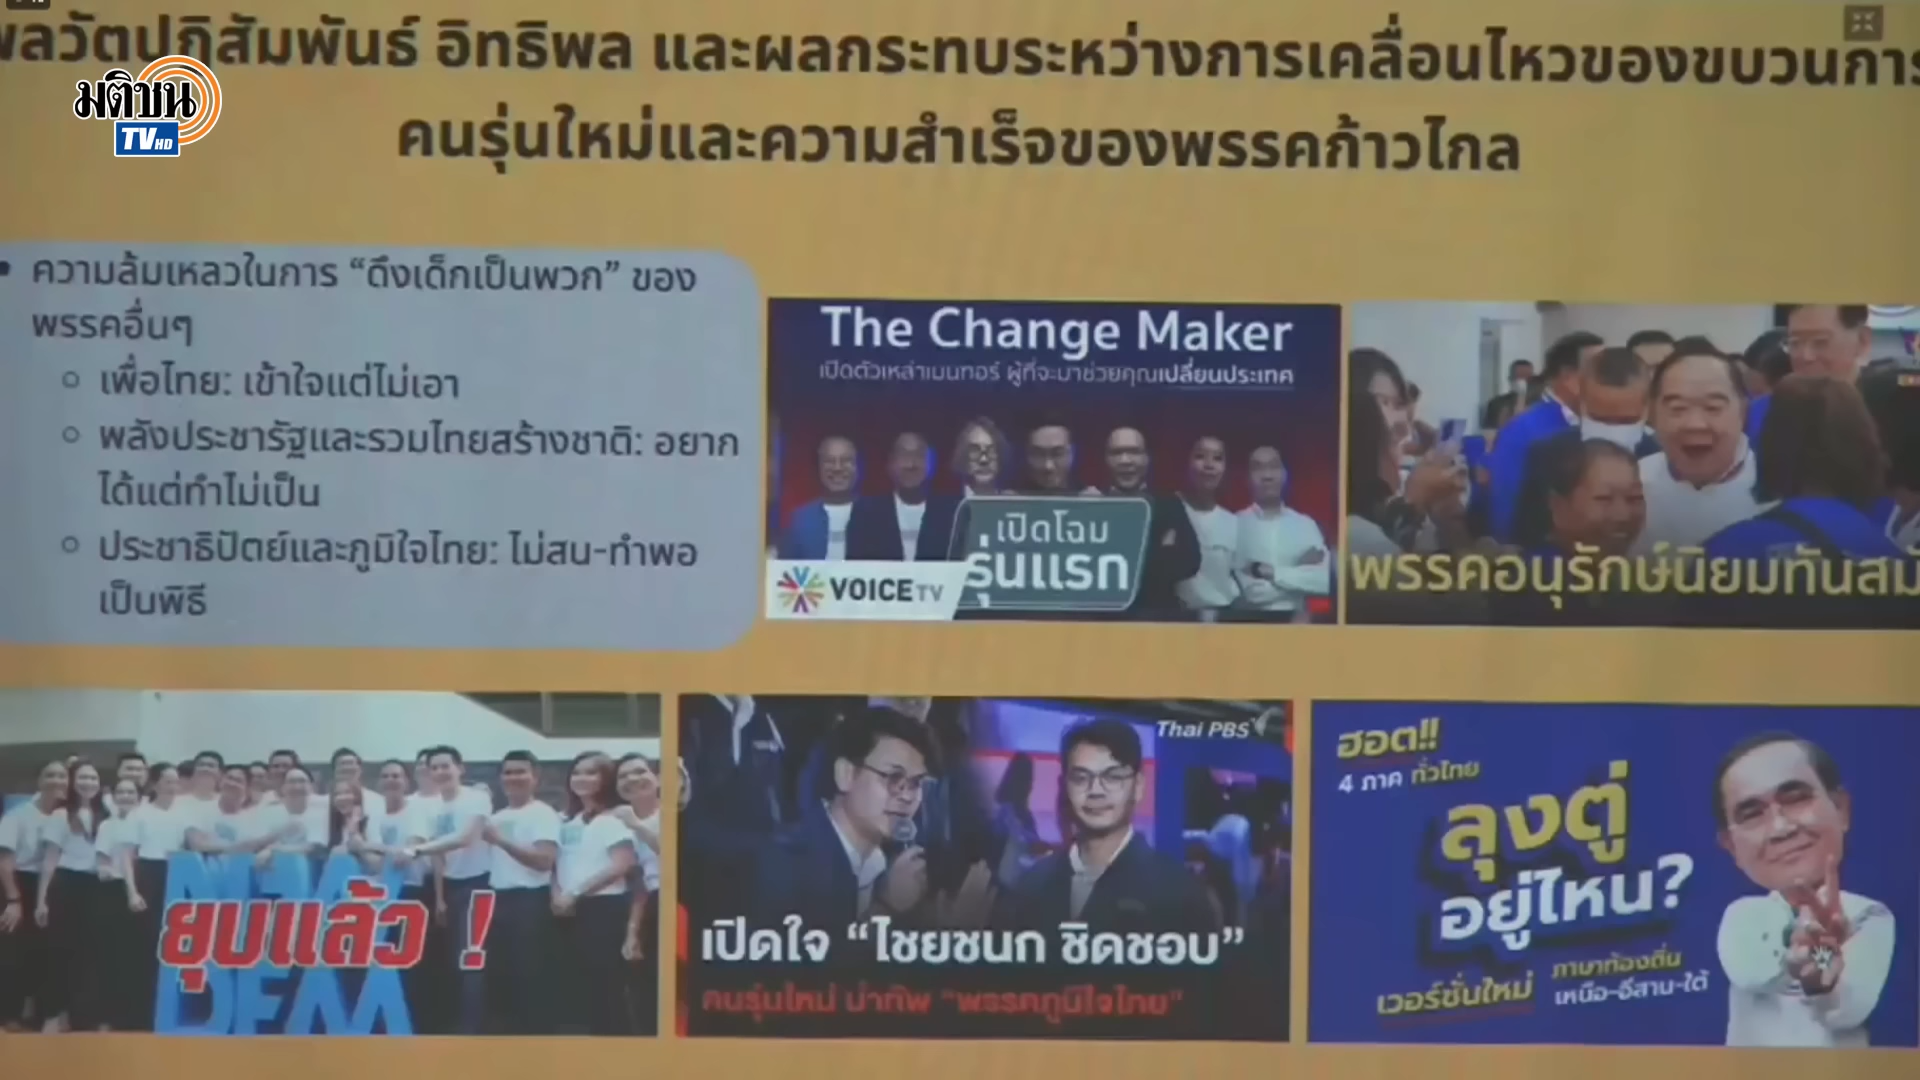 พลวัตปฏิสัมพันธ์ อิทธิพล และผลกระทบระหว่างการเคลื่อนไหวของขบวนการ
มติชน
TV HD
คนรุ่นใหม่และความสำเร็จของพรรคก้าวไกล
• ความล้มเหลวในการ “ดึงเด็กเป็นพวก” ของ
พรรคอื่นๆ
○ เพื่อไทย: เข้าใจแต่ไม่เอา
○ พลังประชารัฐและรวมไทยสร้างชาติ: อยาก
ได้แต่ทำไม่เป็น
○ ประชาธิปัตย์และภูมิใจไทย: ไม่สน-ทำพอ
เป็นพิธี
The Change Maker
เปิดตัวเหล่าเมนทอร์ ผู้ที่จะมาช่วยคุณเปลี่ยนประเทศ
เปิดโฉม
รุ่นแรก
VOICE TV
พรรคอนุรักษ์นิยมทันสมั
NEW
ยุบแล้ว !
DEM
Thai PBS
เปิดใจ “ไชยชนก ชิดชอบ”
คนรุ่นใหม่ นำทัพ “พรรคภูมิใจไทย”
ฮอต!!
4 ภาค ทั่วไทย
ลุงตู่
อยู่ไหน?
เวอร์ชั่นใหม่
ภาษาท้องถิ่น
เหนือ-อีสาน-ใต้